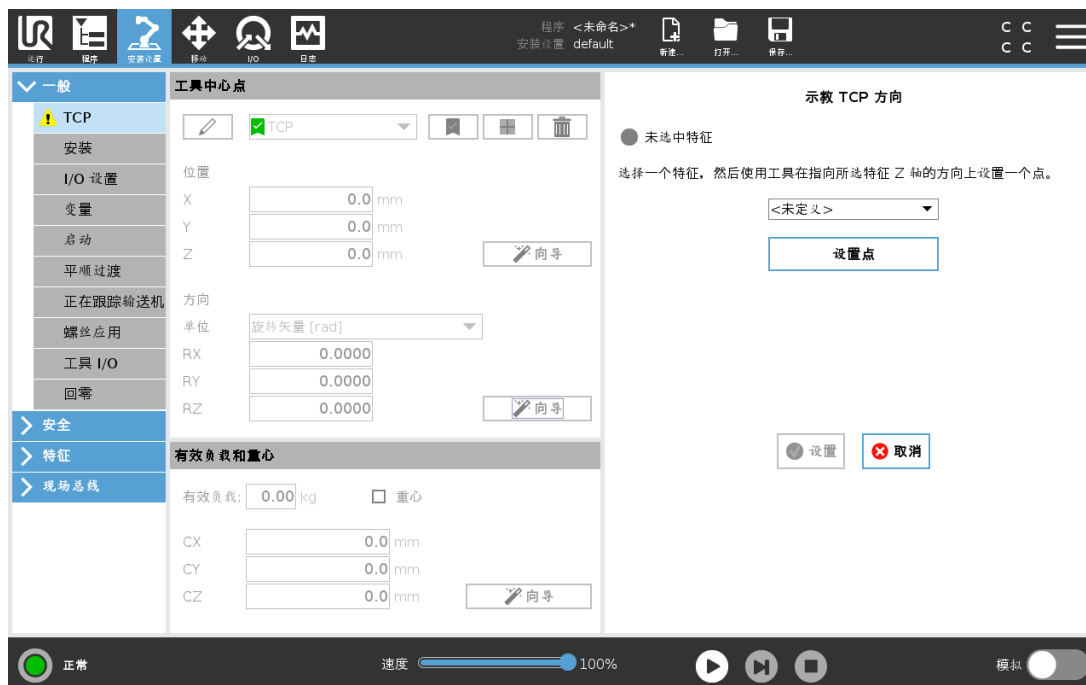 UR
运行
程序
安装设置
移动
I/O
日志
程序 <未命名>*
安装设置 default
新建...
打开...
保存...
C C
C C
一般
TCP
安装
I/O 设置
变量
启动
平顺过渡
正在跟踪输送机
螺丝应用
工具 I/O
回零
安全
特征
现场总线
工具中心点
TCP
位置
X 0.0 mm
Y 0.0 mm
Z 0.0 mm 向导
方向
单位 旋转矢量 [rad]
RX 0.0000
RY 0.0000
RZ 0.0000 向导
有效负载和重心
有效负载: 0.00 kg 重心
CX 0.0 mm
CY 0.0 mm
CZ 0.0 mm 向导
示教 TCP 方向
未选中特征
选择一个特征，然后使用工具在指向所选特征 Z 轴的方向上设置一个点。
<未定义>
设置点
设置 取消
正常
速度 100%
模拟